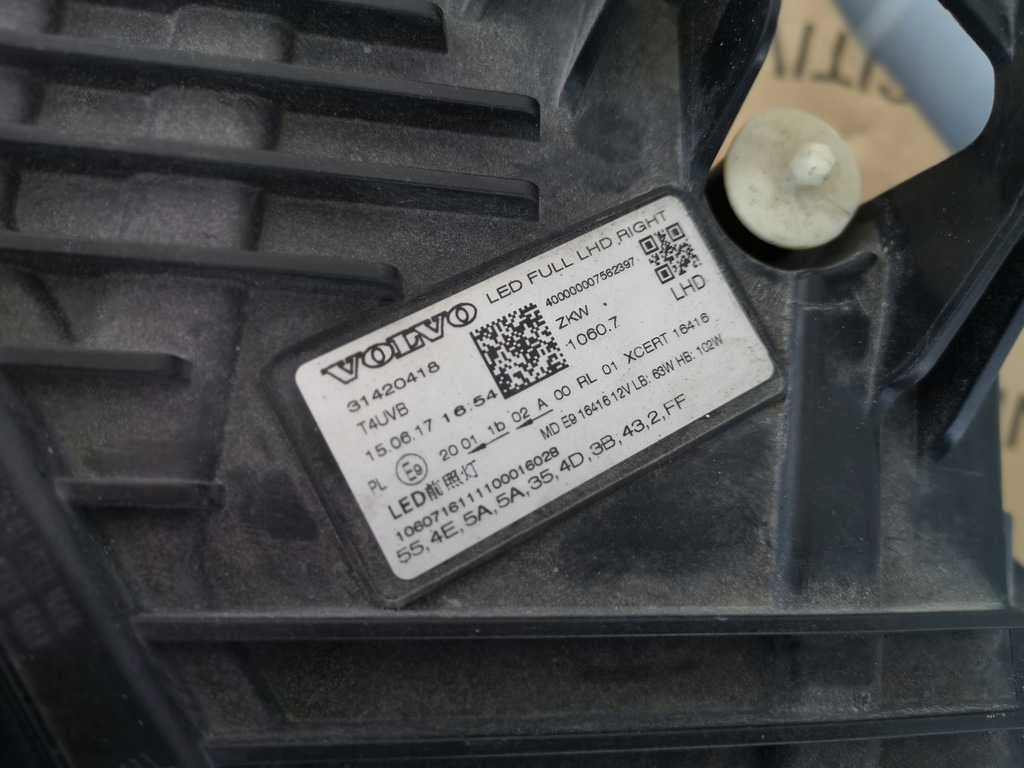 VOLVO LED FULL LHD RIGHT
31420418 400000007562397
T4UVB ZKW LHD
15.06.17 16:54 1060.7
PL E9 20 01 1b 02 A 00 RL 01 XCERT 16416
LED前照灯 MD E9 16416 12V LB: 63W HB: 102W
10607161111100016028
55,4E,5A,5A,35,4D,3B,43,2,FF